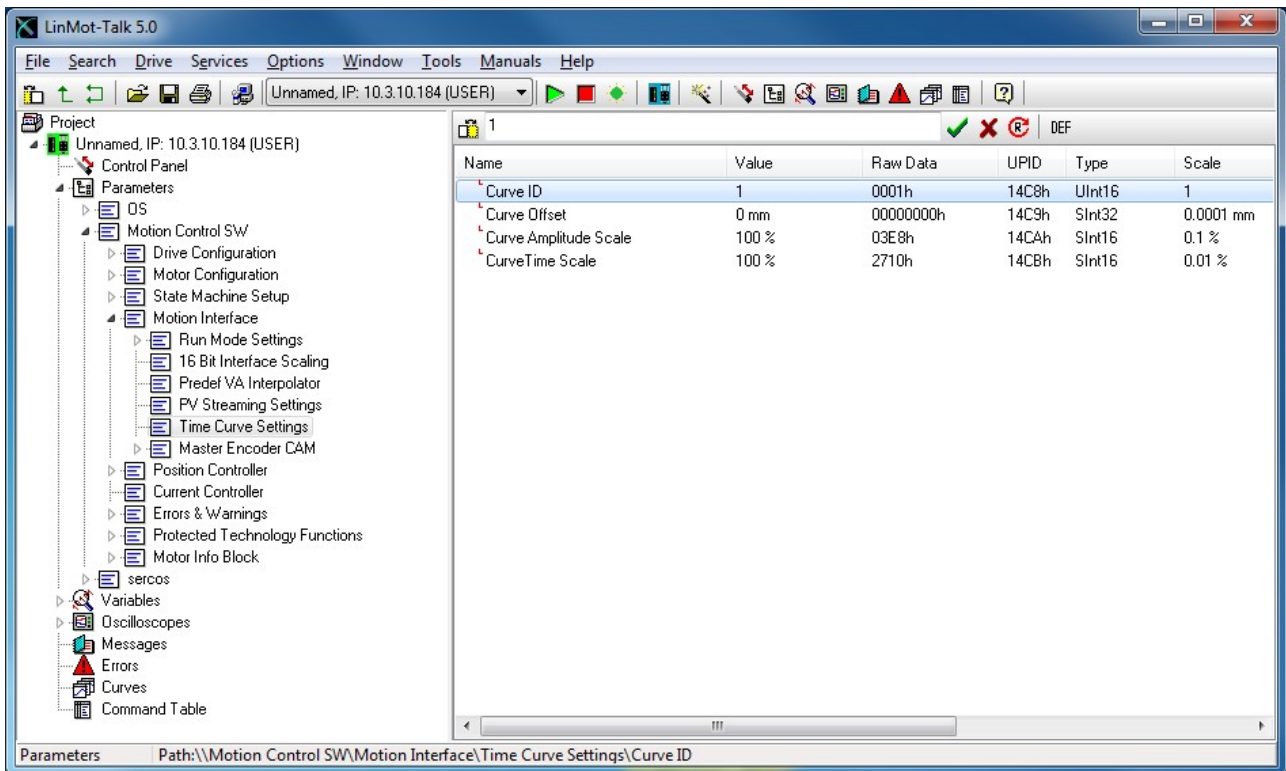 LinMot-Talk 5.0
File Search Drive Services Options Window Tools Manuals Help
Unnamed, IP: 10.3.10.184 (USER)
Project
Unnamed, IP: 10.3.10.184 (USER)
Control Panel
Parameters
OS
Motion Control SW
Drive Configuration
Motor Configuration
State Machine Setup
Motion Interface
Run Mode Settings
16 Bit Interface Scaling
Predef VA Interpolator
PV Streaming Settings
Time Curve Settings
Master Encoder CAM
Position Controller
Current Controller
Errors & Warnings
Protected Technology Functions
Motor Info Block
sercos
Variables
Oscilloscopes
Messages
Errors
Curves
Command Table
1 DEF
Name Value Raw Data UPID Type Scale
Curve ID 1 0001h 14C8h UInt16 1
Curve Offset 0 mm 00000000h 14C9h SInt32 0.0001 mm
Curve Amplitude Scale 100 % 03E8h 14CAh SInt16 0.1 %
CurveTime Scale 100 % 2710h 14CBh SInt16 0.01 %
Parameters Path:\\Motion Control SW\Motion Interface\Time Curve Settings\Curve ID